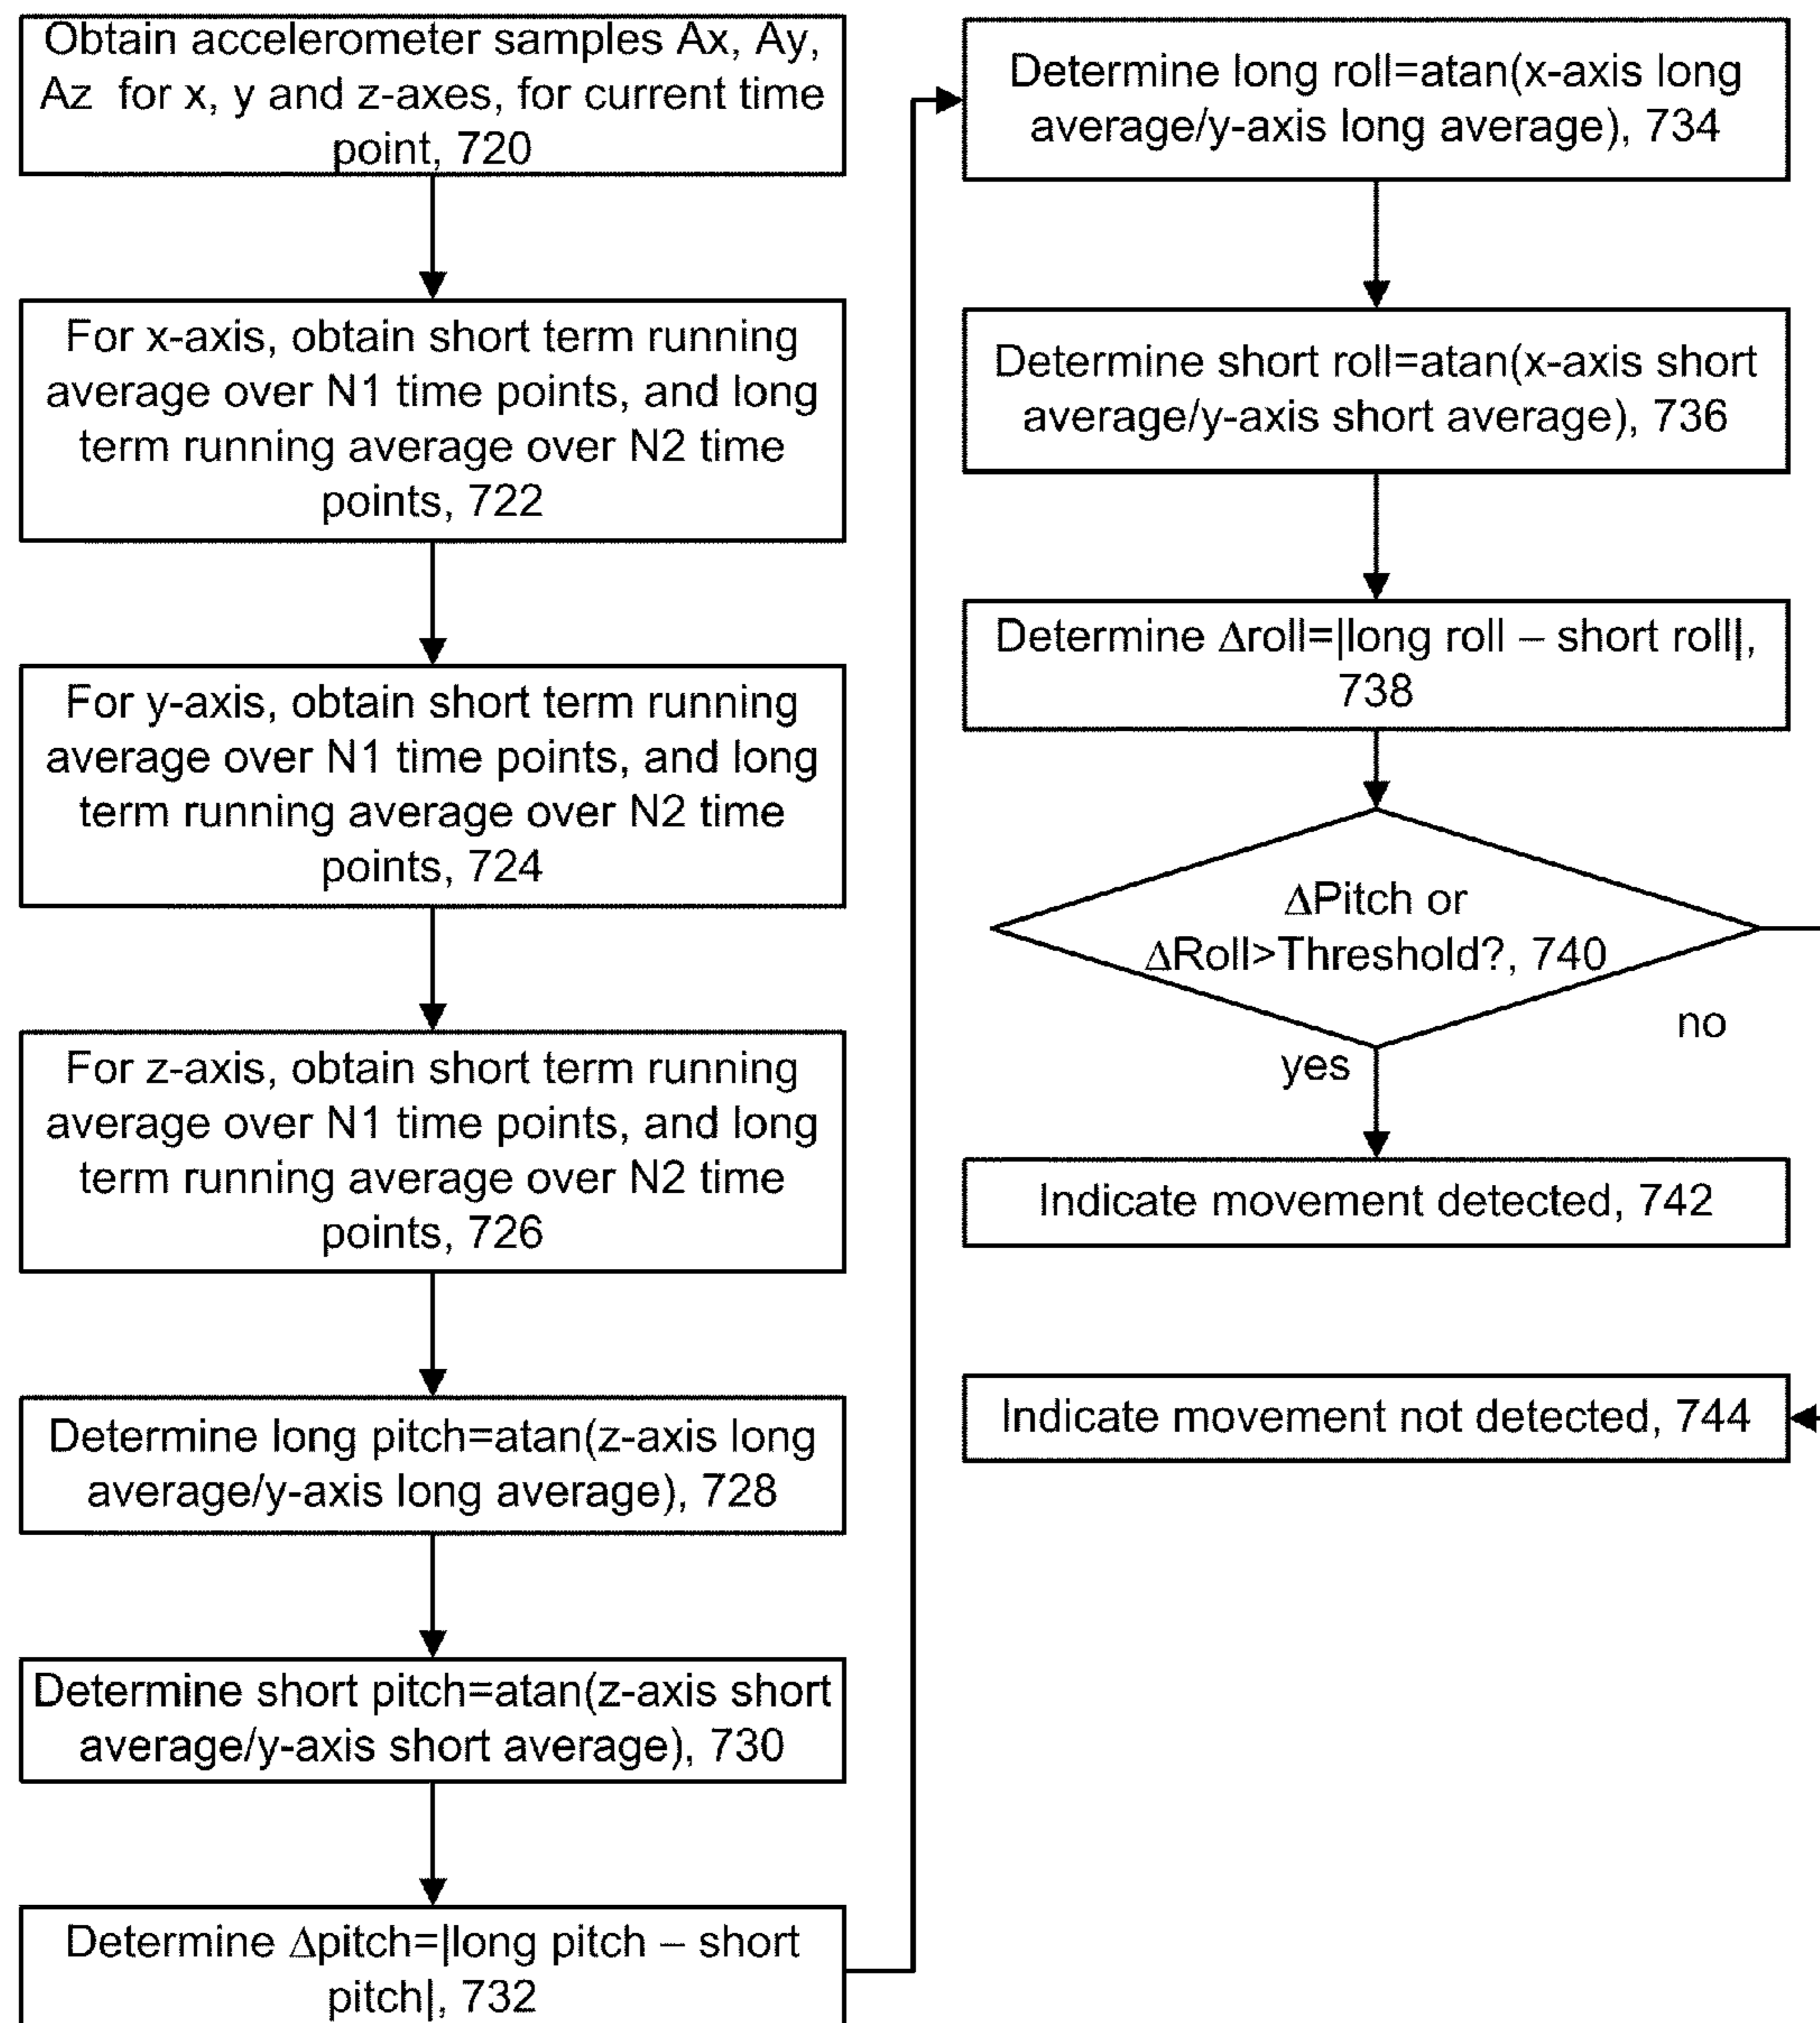 Obtain accelerometer samples Ax, Ay,
Az for x, y and z-axes, for current time
point, 720
For x-axis, obtain short term running
average over N1 time points, and long
term running average over N2 time
points, 722
For y-axis, obtain short term running
average over N1 time points, and long
term running average over N2 time
points, 724
For z-axis, obtain short term running
average over N1 time points, and long
term running average over N2 time
points, 726
Determine long pitch=atan(z-axis long
average/y-axis long average), 728
Determine short pitch=atan(z-axis short
average/y-axis short average), 730
Determine Δpitch=|long pitch – short
pitch|, 732
Determine long roll=atan(x-axis long
average/y-axis long average), 734
Determine short roll=atan(x-axis short
average/y-axis short average), 736
Determine Δroll=|long roll – short roll|,
738
ΔPitch or
ΔRoll>Threshold?, 740
no
yes
Indicate movement detected, 742
Indicate movement not detected, 744